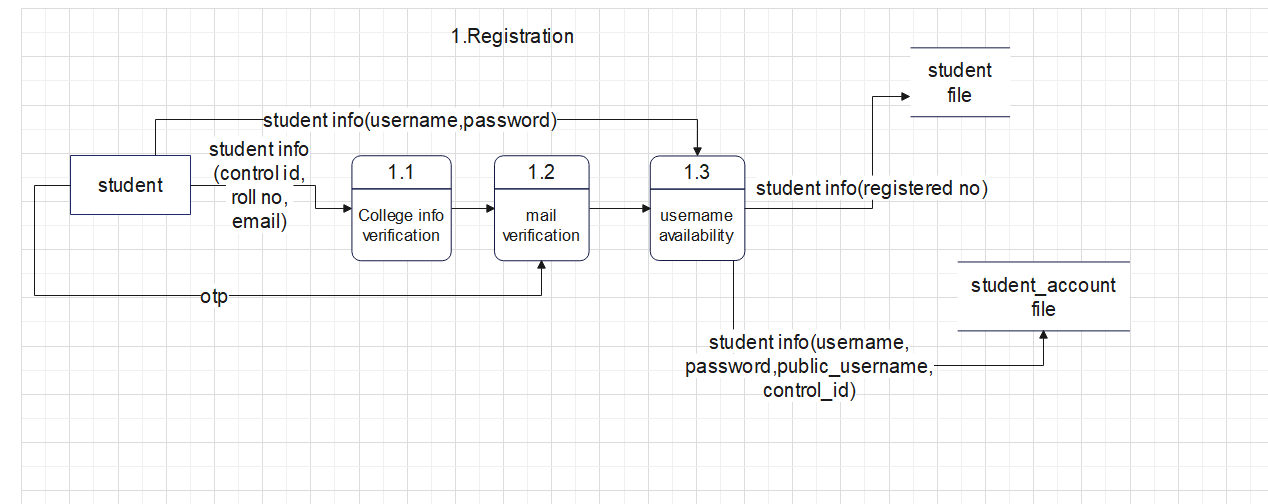 1.Registration
student
file
student info(username,password)
student info
(control id,
roll no,
email)
student
1.1
College info
verification
1.2
mail
verification
1.3
username
availability
student info(registered no)
otp
student_account
file
student info(username,
password,public_username,
control_id)